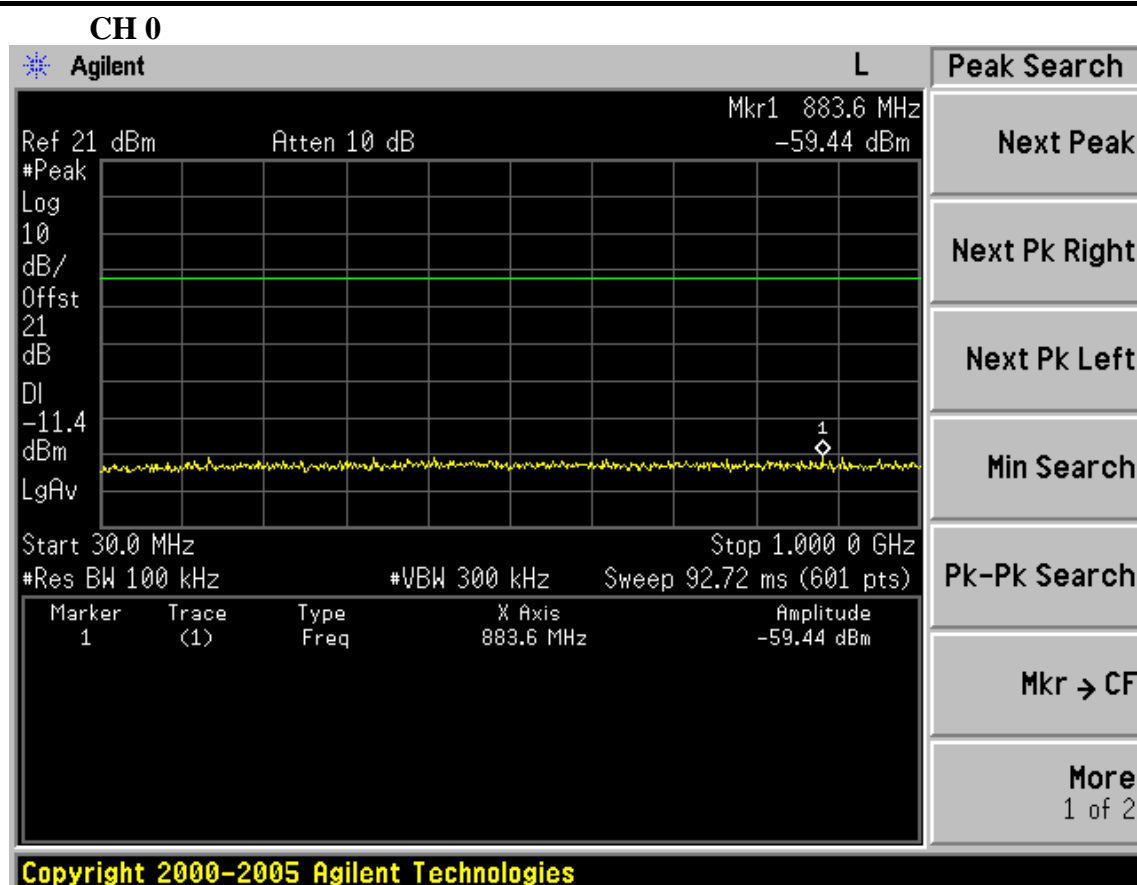 CH 0
Agilent L Peak Search
Mkr1 883.6 MHz
Ref 21 dBm Atten 10 dB -59.44 dBm
#Peak
Log
10
dB/
Offst
21
dB
DI
-11.4
dBm
LgAv
1
Start 30.0 MHz Stop 1.000 0 GHz
#Res BW 100 kHz #VBW 300 kHz Sweep 92.72 ms (601 pts)
Marker Trace Type X Axis Amplitude
1 (1) Freq 883.6 MHz -59.44 dBm
Next Peak
Next Pk Right
Next Pk Left
Min Search
Pk-Pk Search
Mkr → CF
More
1 of 2
Copyright 2000-2005 Agilent Technologies